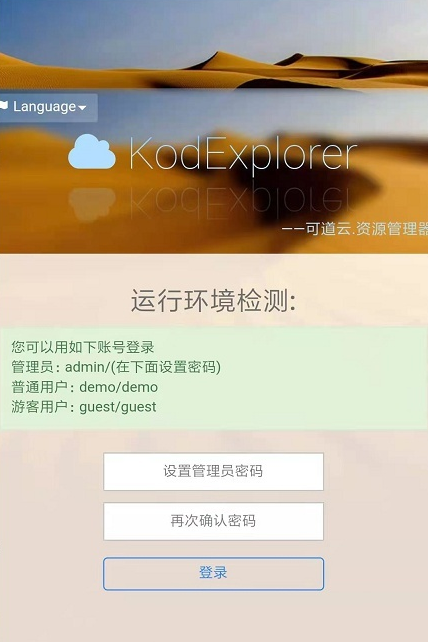 Language
KodExplorer
——可道云.资源管理器
运行环境检测:
您可以用如下账号登录
管理员: admin/(在下面设置密码)
普通用户: demo/demo
游客用户: guest/guest
设置管理员密码
再次确认密码
登录